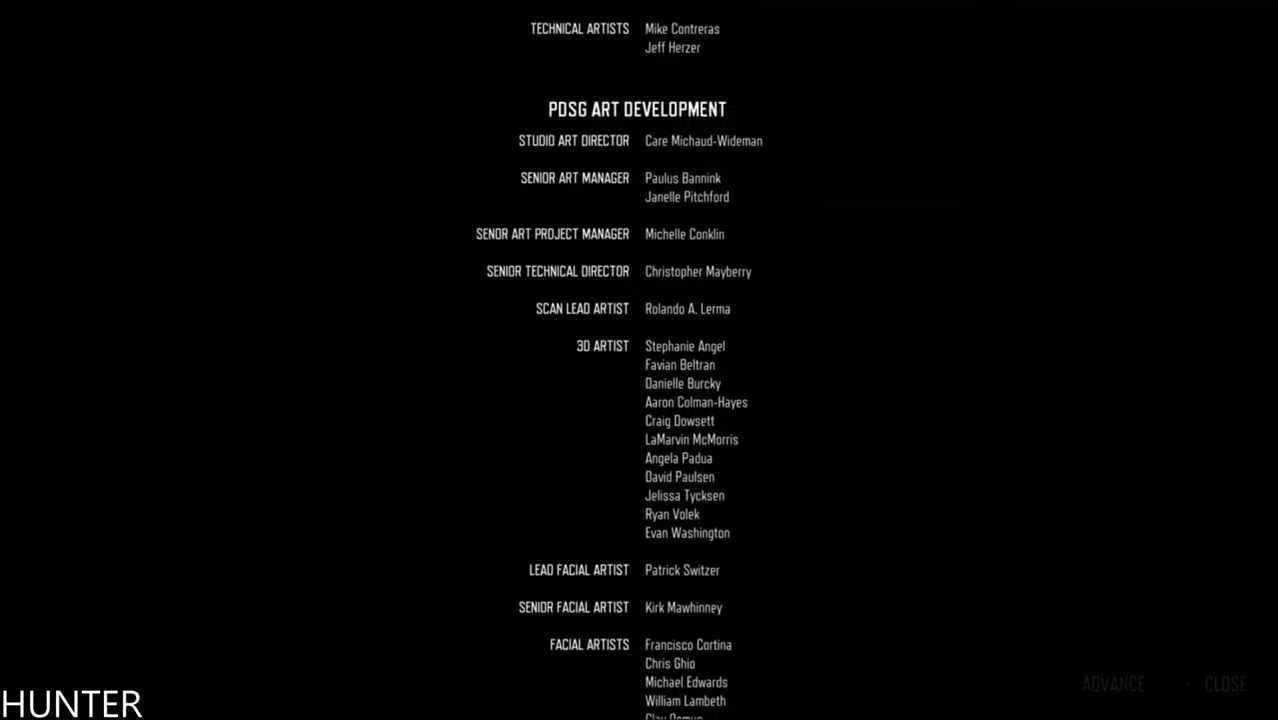 TECHNICAL ARTISTS Mike Contreras
Jeff Herzer
PDSG ART DEVELOPMENT
STUDIO ART DIRECTOR Care Michaud-Wideman
SENIOR ART MANAGER Paulus Bannink
Janelle Pitchford
SENOR ART PROJECT MANAGER Michelle Conklin
SENIOR TECHNICAL DIRECTOR Christopher Mayberry
SCAN LEAD ARTIST Rolando A. Lerma
3D ARTIST Stephanie Angel
Favian Beltran
Danielle Burcky
Aaron Colman-Hayes
Craig Dowsett
LaMarvin McMorris
Angela Padua
David Paulsen
Jelissa Tycksen
Ryan Volek
Evan Washington
LEAD FACIAL ARTIST Patrick Switzer
SENIOR FACIAL ARTIST Kirk Mawhinney
FACIAL ARTISTS Francisco Cortina
Chris Ghio
Michael Edwards
William Lambeth
ADVANCE CLOSE
HUNTER